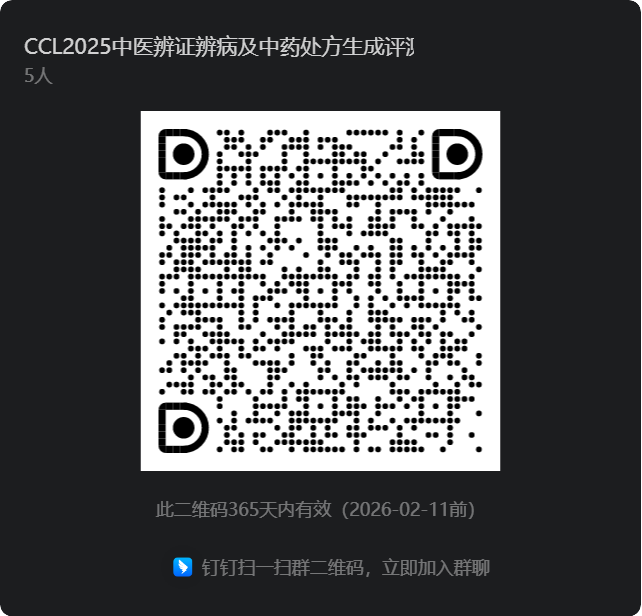 CCL2025中医辨证辨病及中药处方生成评
5人
此二维码365天内有效（2026-02-11前）
钉钉扫一扫群二维码，立即加入群聊